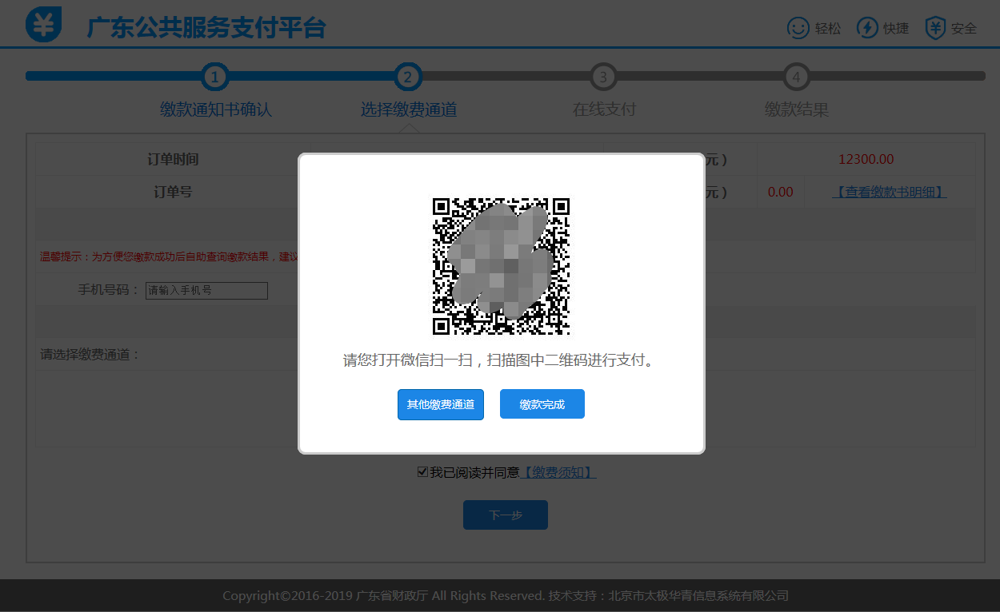 广东公共服务支付平台
轻松 快捷 安全
1 2 3 4
缴款通知书确认 选择缴费通道 在线支付 缴款结果
订单时间 元） 12300.00
订单号 元） 0.00 【查看缴款书明细】
温馨提示：为方便您缴款成功后自助查询缴款结果，建议
手机号码： 请输入手机号
请选择缴费通道：
请您打开微信扫一扫，扫描图中二维码进行支付。
其他缴费通道 缴款完成
我已阅读并同意【缴费须知】
下一步
Copyright©2016-2019 广东省财政厅 All Rights Reserved. 技术支持：北京市太极华青信息系统有限公司